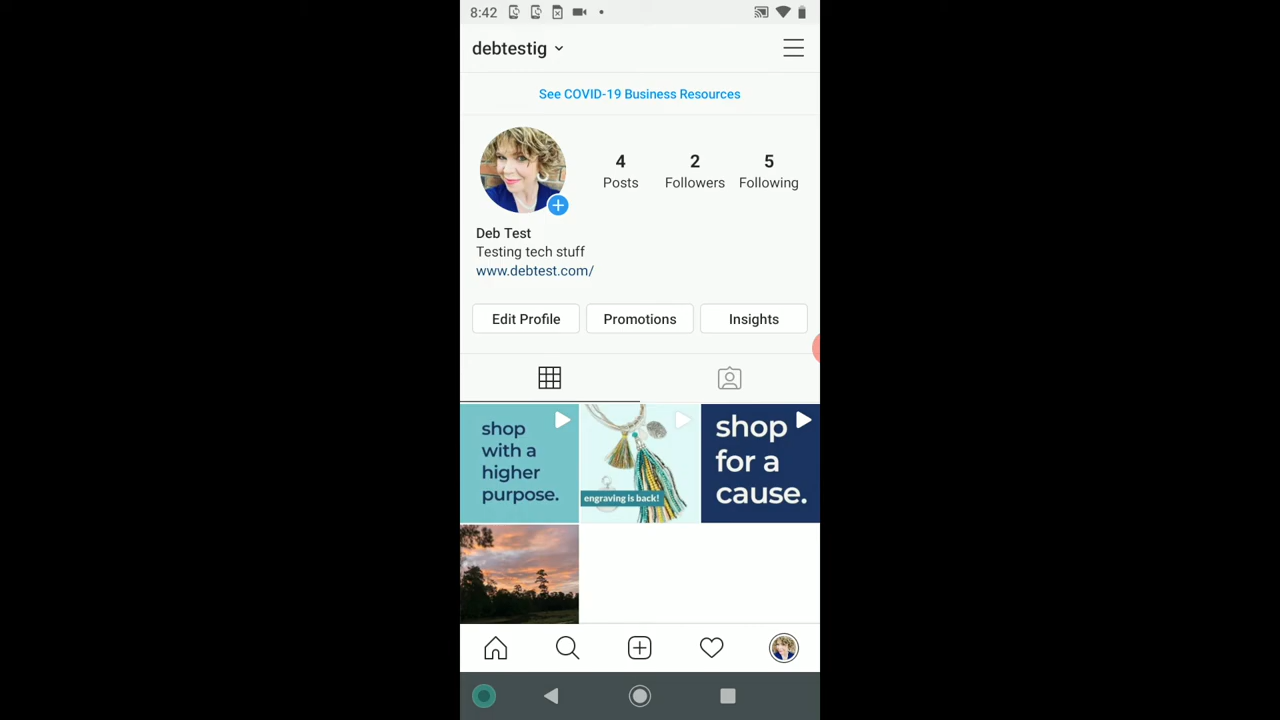 8:42
debtestig
See COVID-19 Business Resources
4 2 5
Posts Followers Following
Deb Test
Testing tech stuff
www.debtest.com/
Edit Profile Promotions Insights
shop
with a
higher
purpose.
engraving is back!
shop
for a
cause.